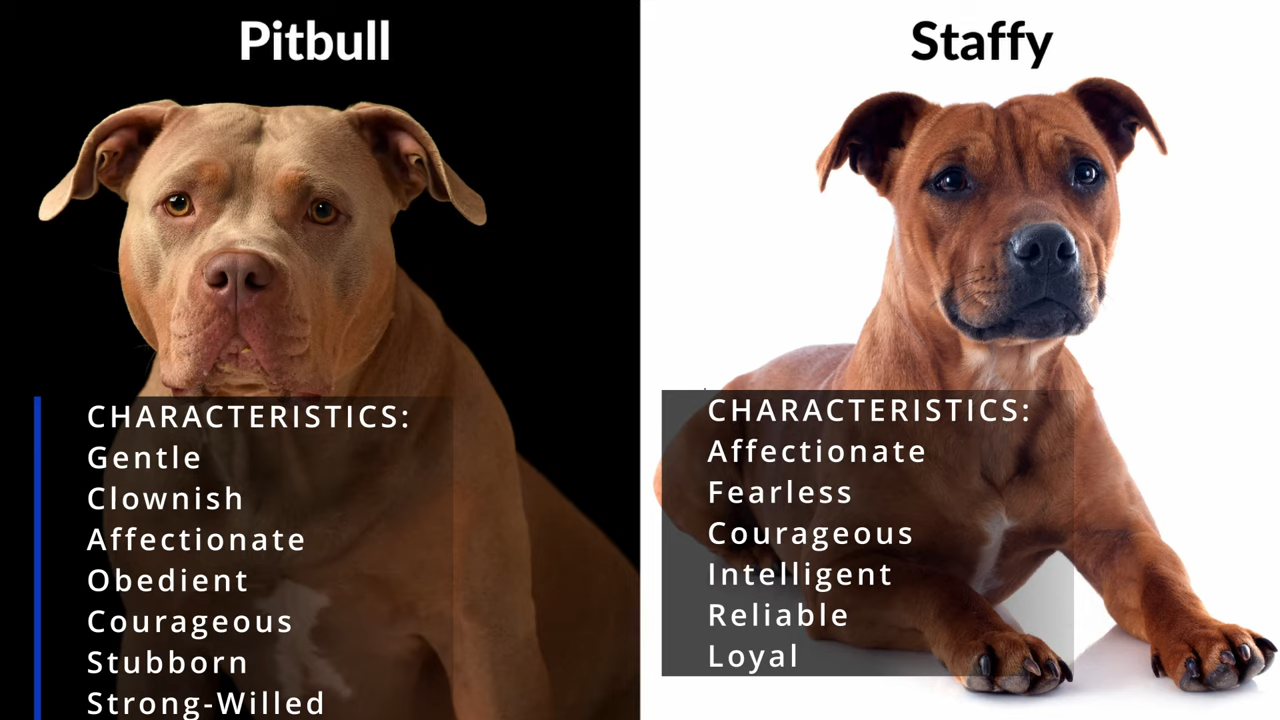 Pitbull
CHARACTERISTICS:
Gentle
Clownish
Affectionate
Obedient
Courageous
Stubborn
Strong-Willed
Staffy
CHARACTERISTICS:
Affectionate
Fearless
Courageous
Intelligent
Reliable
Loyal